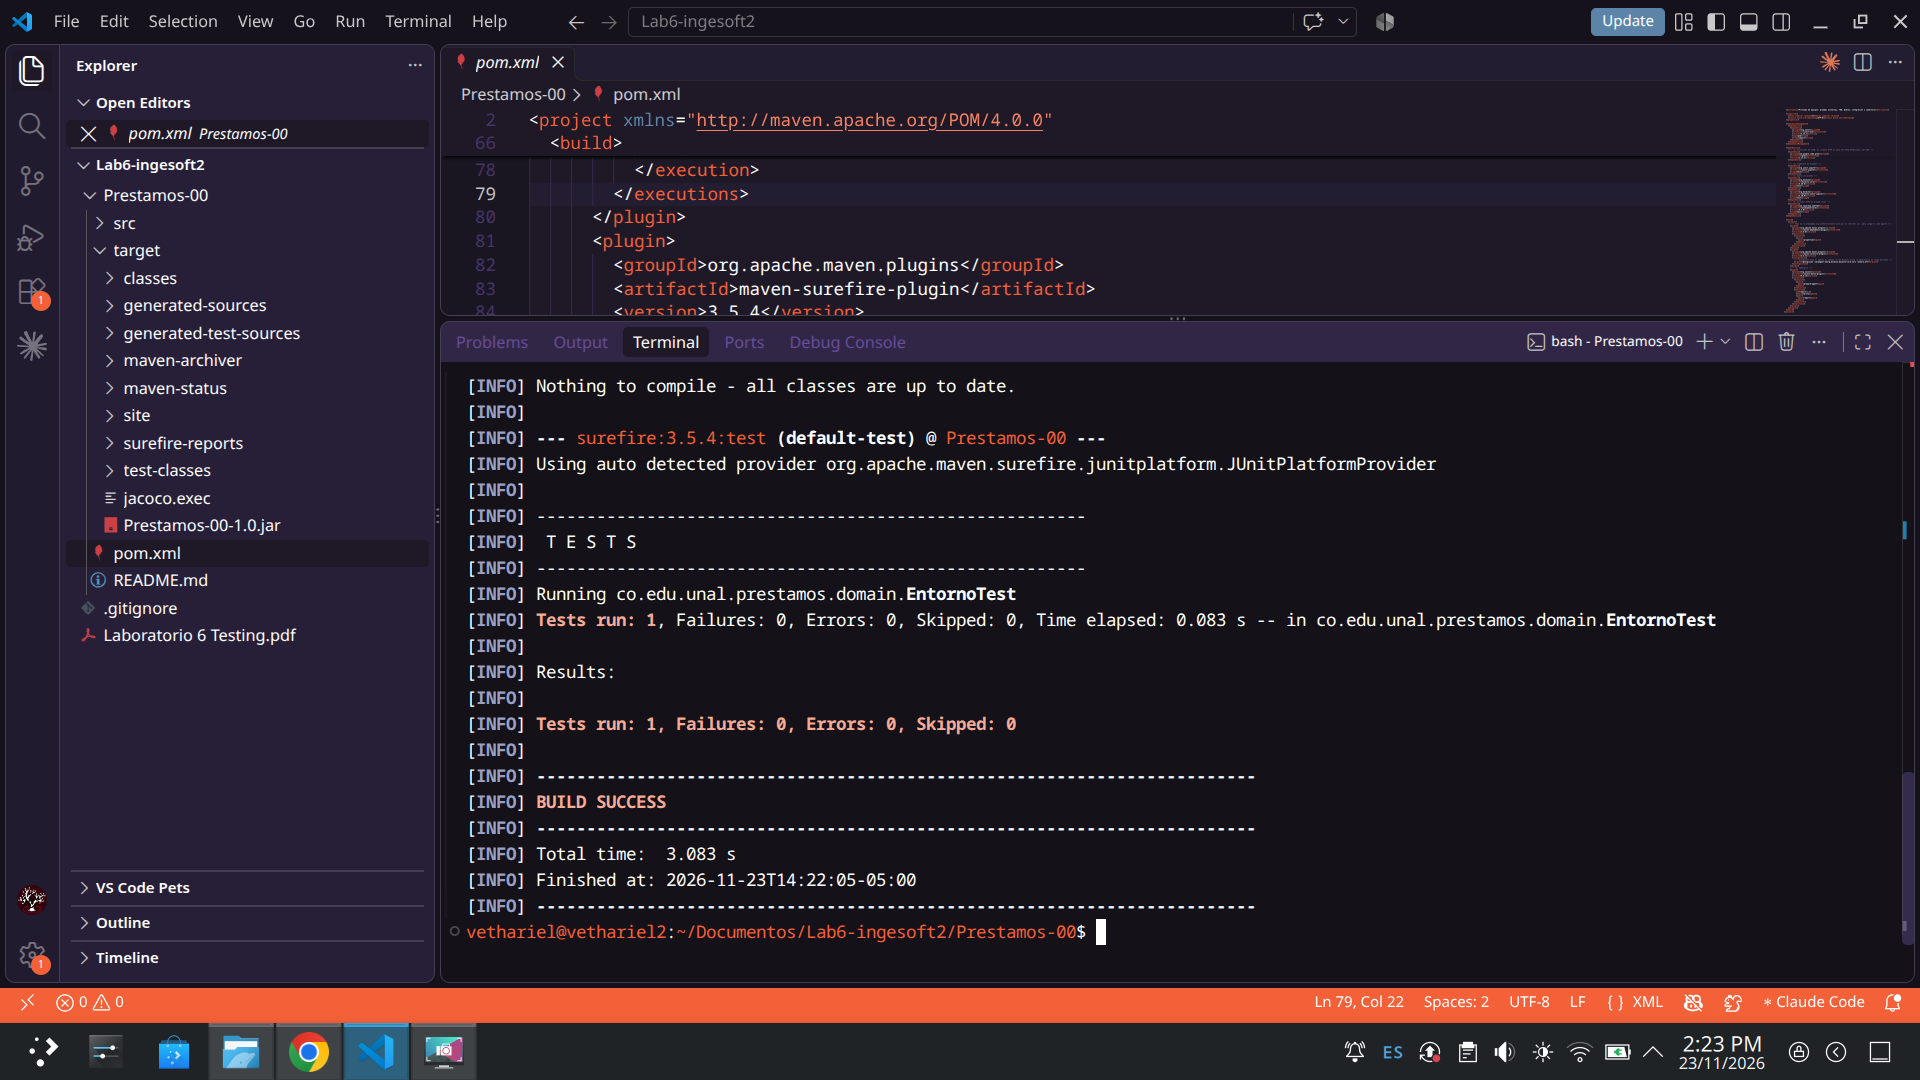 File Edit Selection View Go Run Terminal Help
Lab6-ingesoft2
Update
Explorer
Open Editors
pom.xml Prestamos-00
Lab6-ingesoft2
Prestamos-00
src
target
classes
generated-sources
generated-test-sources
maven-archiver
maven-status
site
surefire-reports
test-classes
jacoco.exec
Prestamos-00-1.0.jar
pom.xml
README.md
.gitignore
Laboratorio 6 Testing.pdf
VS Code Pets
Outline
Timeline
1
1
pom.xml
Prestamos-00 > pom.xml
2 <project xmlns="http://maven.apache.org/POM/4.0.0"
66 <build>
78 </execution>
79 </executions>
80 </plugin>
81 <plugin>
82 <groupId>org.apache.maven.plugins</groupId>
83 <artifactId>maven-surefire-plugin</artifactId>
84 <version>3.5.4</version>
Problems Output Terminal Ports Debug Console
bash - Prestamos-00
[INFO] Nothing to compile - all classes are up to date.
[INFO]
[INFO] --- surefire:3.5.4:test (default-test) @ Prestamos-00 ---
[INFO] Using auto detected provider org.apache.maven.surefire.junitplatform.JUnitPlatformProvider
[INFO]
[INFO] -------------------------------------------------------
[INFO]  T E S T S
[INFO] -------------------------------------------------------
[INFO] Running co.edu.unal.prestamos.domain.EntornoTest
[INFO] Tests run: 1, Failures: 0, Errors: 0, Skipped: 0, Time elapsed: 0.083 s -- in co.edu.unal.prestamos.domain.EntornoTest
[INFO]
[INFO] Results:
[INFO]
[INFO] Tests run: 1, Failures: 0, Errors: 0, Skipped: 0
[INFO]
[INFO] ------------------------------------------------------------------------
[INFO] BUILD SUCCESS
[INFO] ------------------------------------------------------------------------
[INFO] Total time:  3.083 s
[INFO] Finished at: 2026-11-23T14:22:05-05:00
[INFO] ------------------------------------------------------------------------
vethariel@vethariel2:~/Documentos/Lab6-ingesoft2/Prestamos-00$
0 0
Ln 79, Col 22 Spaces: 2 UTF-8 LF { } XML Claude Code
ES
2:23 PM
23/11/2026